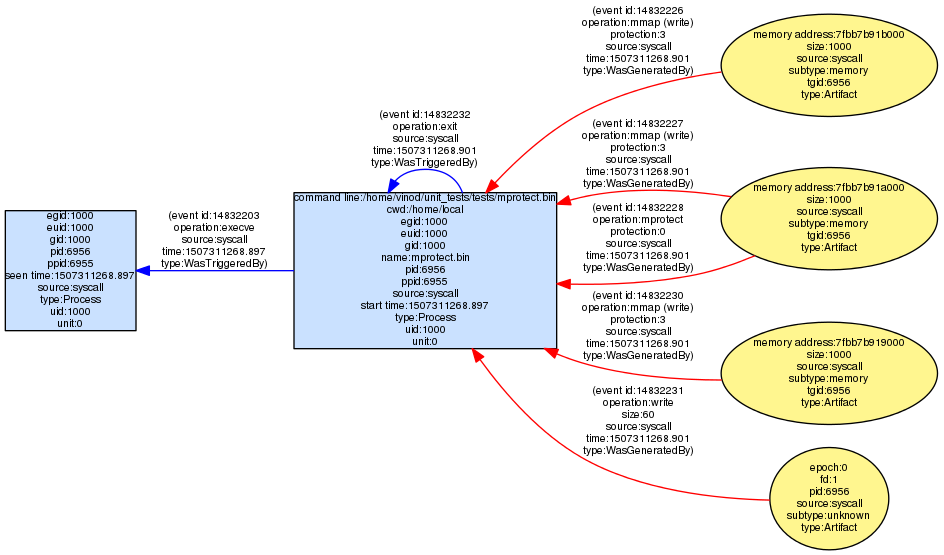 egid:1000
euid:1000
gid:1000
pid:6956
ppid:6955
seen time:1507311268.897
source:syscall
type:Process
uid:1000
unit:0
(event id:14832203
operation:execve
source:syscall
time:1507311268.897
type:WasTriggeredBy)
(event id:14832232
operation:exit
source:syscall
time:1507311268.901
type:WasTriggeredBy)
command line:/home/vinod/unit_tests/tests/mprotect.bin
cwd:/home/local
egid:1000
euid:1000
gid:1000
name:mprotect.bin
pid:6956
ppid:6955
source:syscall
start time:1507311268.897
type:Process
uid:1000
unit:0
(event id:14832226
operation:mmap (write)
protection:3
source:syscall
time:1507311268.901
type:WasGeneratedBy)
(event id:14832227
operation:mmap (write)
protection:3
source:syscall
time:1507311268.901
type:WasGeneratedBy)
(event id:14832228
operation:mprotect
protection:0
source:syscall
time:1507311268.901
type:WasGeneratedBy)
(event id:14832230
operation:mmap (write)
protection:3
source:syscall
time:1507311268.901
type:WasGeneratedBy)
(event id:14832231
operation:write
size:60
source:syscall
time:1507311268.901
type:WasGeneratedBy)
memory address:7fbb7b91b000
size:1000
source:syscall
subtype:memory
tgid:6956
type:Artifact
memory address:7fbb7b91a000
size:1000
source:syscall
subtype:memory
tgid:6956
type:Artifact
memory address:7fbb7b919000
size:1000
source:syscall
subtype:memory
tgid:6956
type:Artifact
epoch:0
fd:1
pid:6956
source:syscall
subtype:unknown
type:Artifact